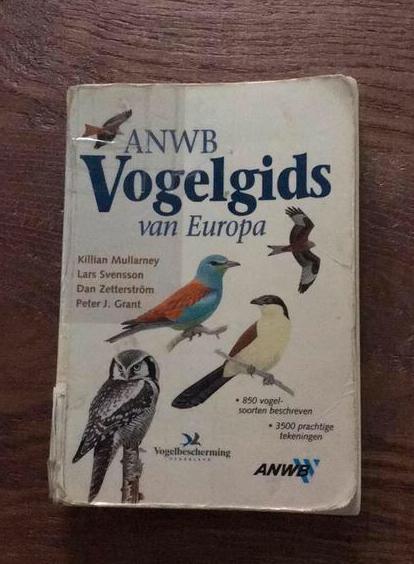 ANWB
Vogelgids
van Europa
Killian Mullarney
Lars Svensson
Dan Zetterström
Peter J. Grant
• 850 vogel-
soorten beschreven
• 3500 prachtige
tekeningen
Vogelbescherming
NEDERLAND
ANWB